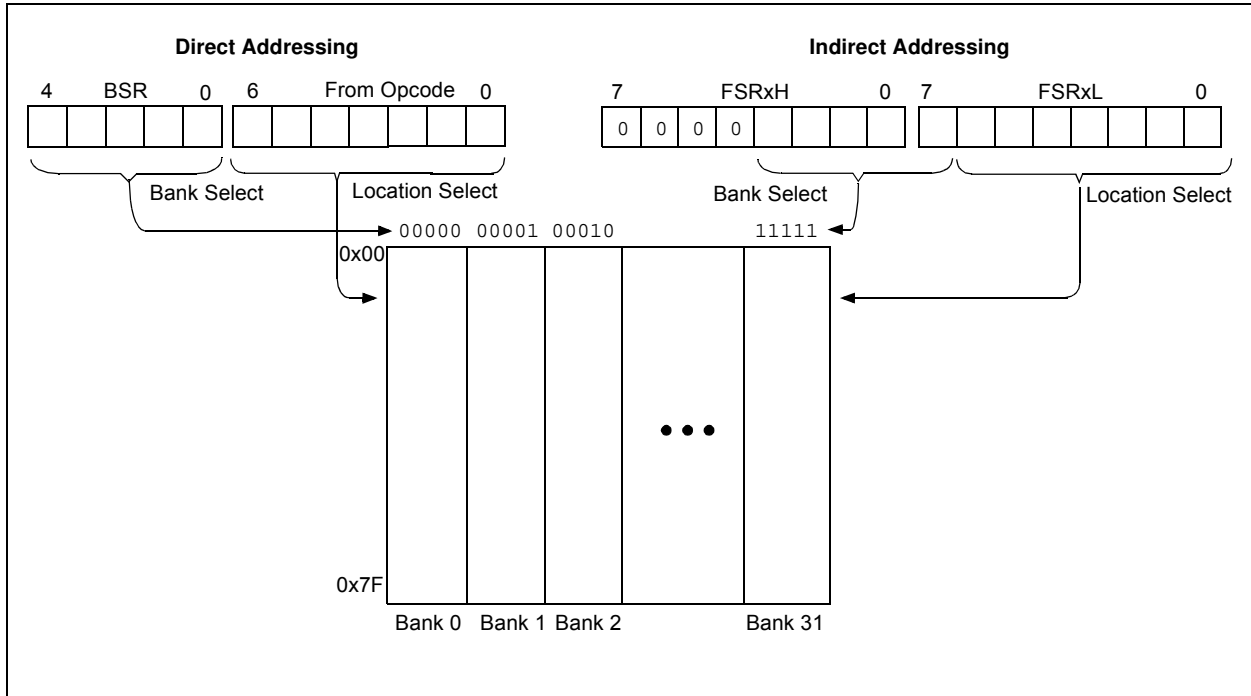 Direct Addressing
Indirect Addressing
4 BSR 0 6 From Opcode 0
7 FSRxH 0 7 FSRxL 0
0 0 0 0
Bank Select
Location Select
Bank Select
Location Select
00000 00001 00010 11111
0x00
0x7F
Bank 0 Bank 1 Bank 2 Bank 31